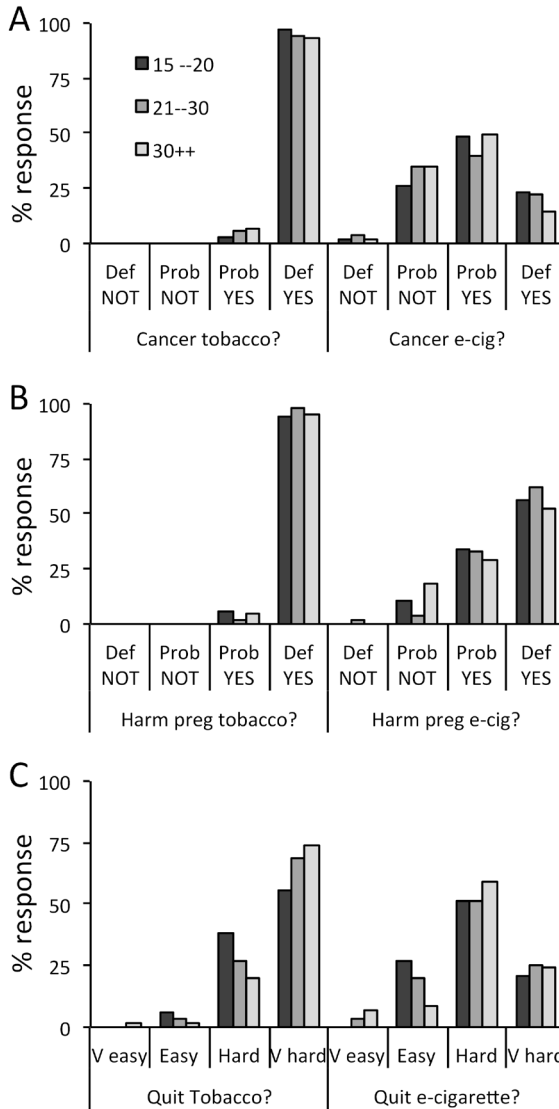 A
100
75
50
25
0
% response
15 --20
21--30
30++
Def NOT
Prob NOT
Prob YES
Def YES
Def NOT
Prob NOT
Prob YES
Def YES
Cancer tobacco?
Cancer e-cig?
B
100
75
50
25
0
% response
Def NOT
Prob NOT
Prob YES
Def YES
Def NOT
Prob NOT
Prob YES
Def YES
Harm preg tobacco?
Harm preg e-cig?
C
100
75
50
25
0
% response
V easy
Easy
Hard
V hard
V easy
Easy
Hard
V hard
Quit Tobacco?
Quit e-cigarette?